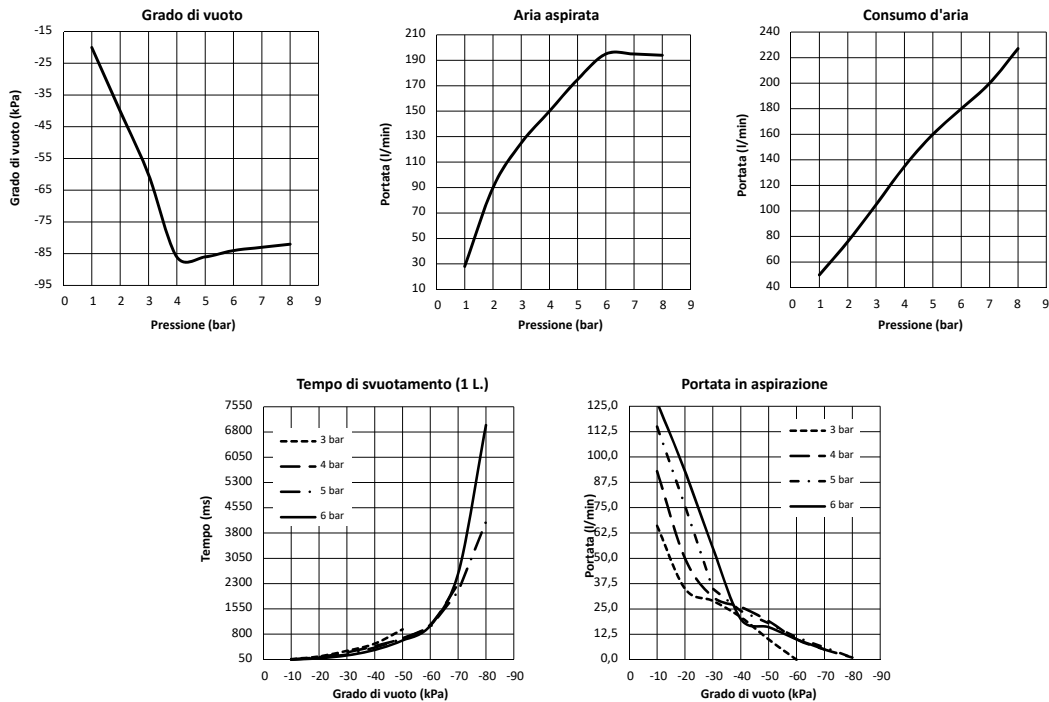 Grado di vuoto
-15
-25
-35
-45
-55
-65
-75
-85
-95
Grado di vuoto (kPa)
0 1 2 3 4 5 6 7 8 9
Pressione (bar)
Aria aspirata
210
190
170
150
130
110
90
70
50
30
10
Portata (l/min)
0 1 2 3 4 5 6 7 8 9
Pressione (bar)
Consumo d'aria
240
220
200
180
160
140
120
100
80
60
40
Portata (l/min)
0 1 2 3 4 5 6 7 8 9
Pressione (bar)
Tempo di svuotamento (1 L.)
7550
6800
6050
5300
4550
3800
3050
2300
1550
800
50
Tempo (ms)
3 bar
4 bar
5 bar
6 bar
0 -10 -20 -30 -40 -50 -60 -70 -80 -90
Grado di vuoto (kPa)
Portata in aspirazione
125,0
112,5
100,0
87,5
75,0
62,5
50,0
37,5
25,0
12,5
0,0
Portata (l/min)
3 bar
4 bar
5 bar
6 bar
0 -10 -20 -30 -40 -50 -60 -70 -80 -90
Grado di vuoto (kPa)